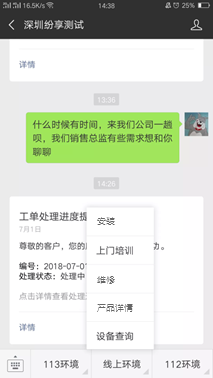 16.5K/s
14:38
25%
深圳纷享测试
详情
13:36
什么时候有时间，来我们公司一趟
呗，我们销售总监有些需求想和你
聊聊
14:25
工单处理进度提
7月1日
尊敬的客户，您的
功。
编号：2018-07-0
处理状态：处理中
点击详情查看处理
详情
安装
上门培训
维修
产品详情
设备查询
113环境
线上环境
112环境